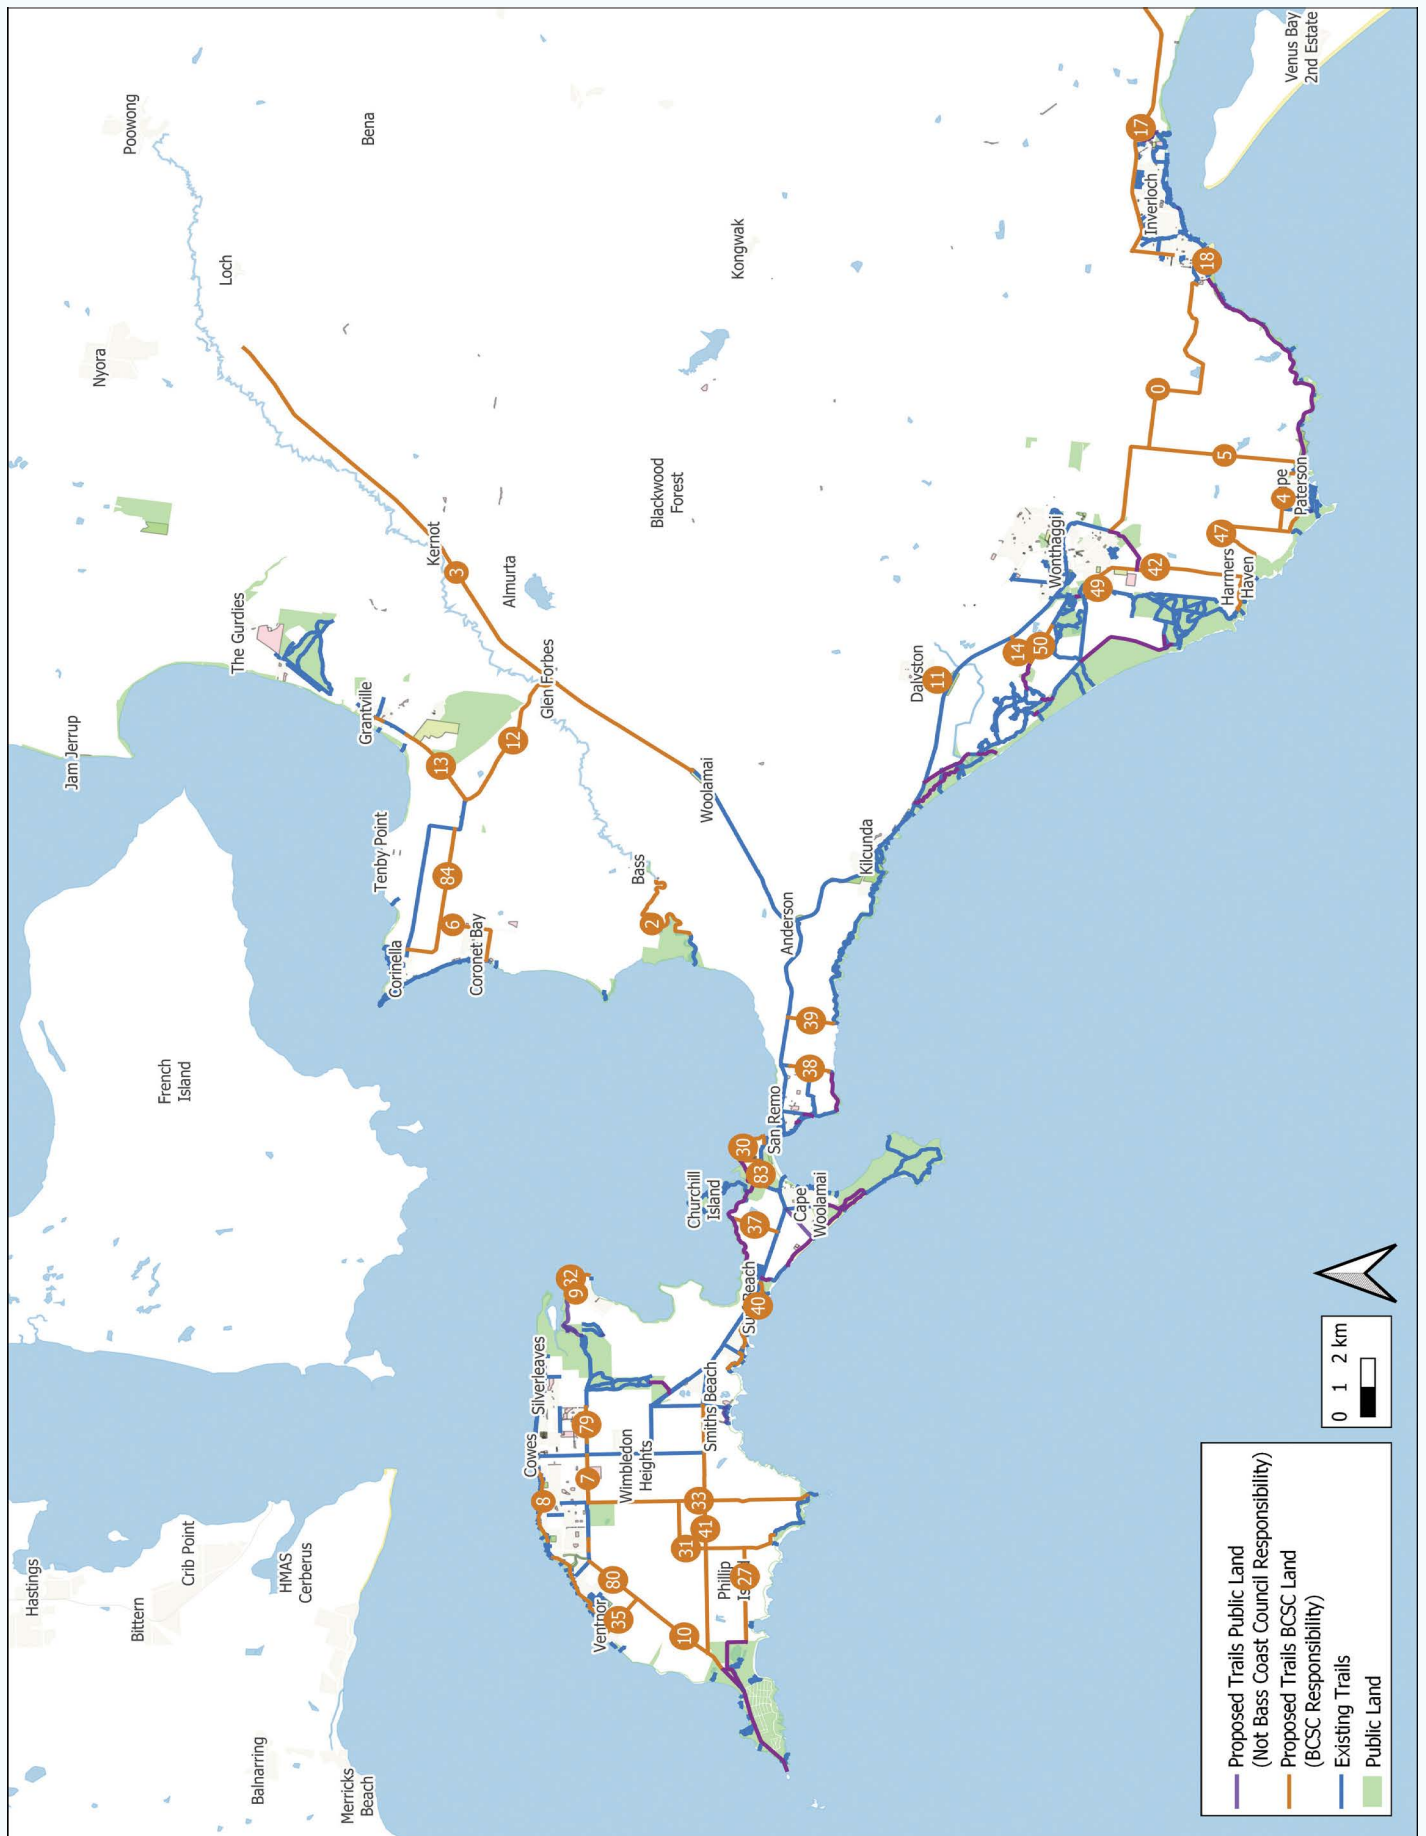 Hastings
Bittern
Crib Point
HMAS
Cerberus
Balnarring
Merricks
Beach
French
Island
Jam Jerrup
The Gurdies
Grantville
Tenby Point
Corinella
Coronet Bay
Nyora
Poowong
Loch
Bena
Kernot
Almurta
Glen Forbes
Kongwak
Blackwood
Forest
Woolamai
Bass
Anderson
Kilcunda
Dalyston
Wonthaggi
Harmers
Haven
Paterson
Inverloch
Venus Bay
2nd Estate
San Remo
Churchill
Island
Cape
Woolamai
Silverleaves
Cowes
Wimbledon
Heights
Smiths Beach
Beach
Ventnor
Phillip
3
12
13
84
6
2
11
14
50
49
42
47
4
5
0
18
17
39
38
30
83
37
40
9
32
79
7
8
33
41
31
27
80
35
10
Proposed Trails Public Land
(Not Bass Coast Council Responsibility)
Proposed Trails BCSC Land
(BCSC Responsibility)
Existing Trails
Public Land
0 1 2 km